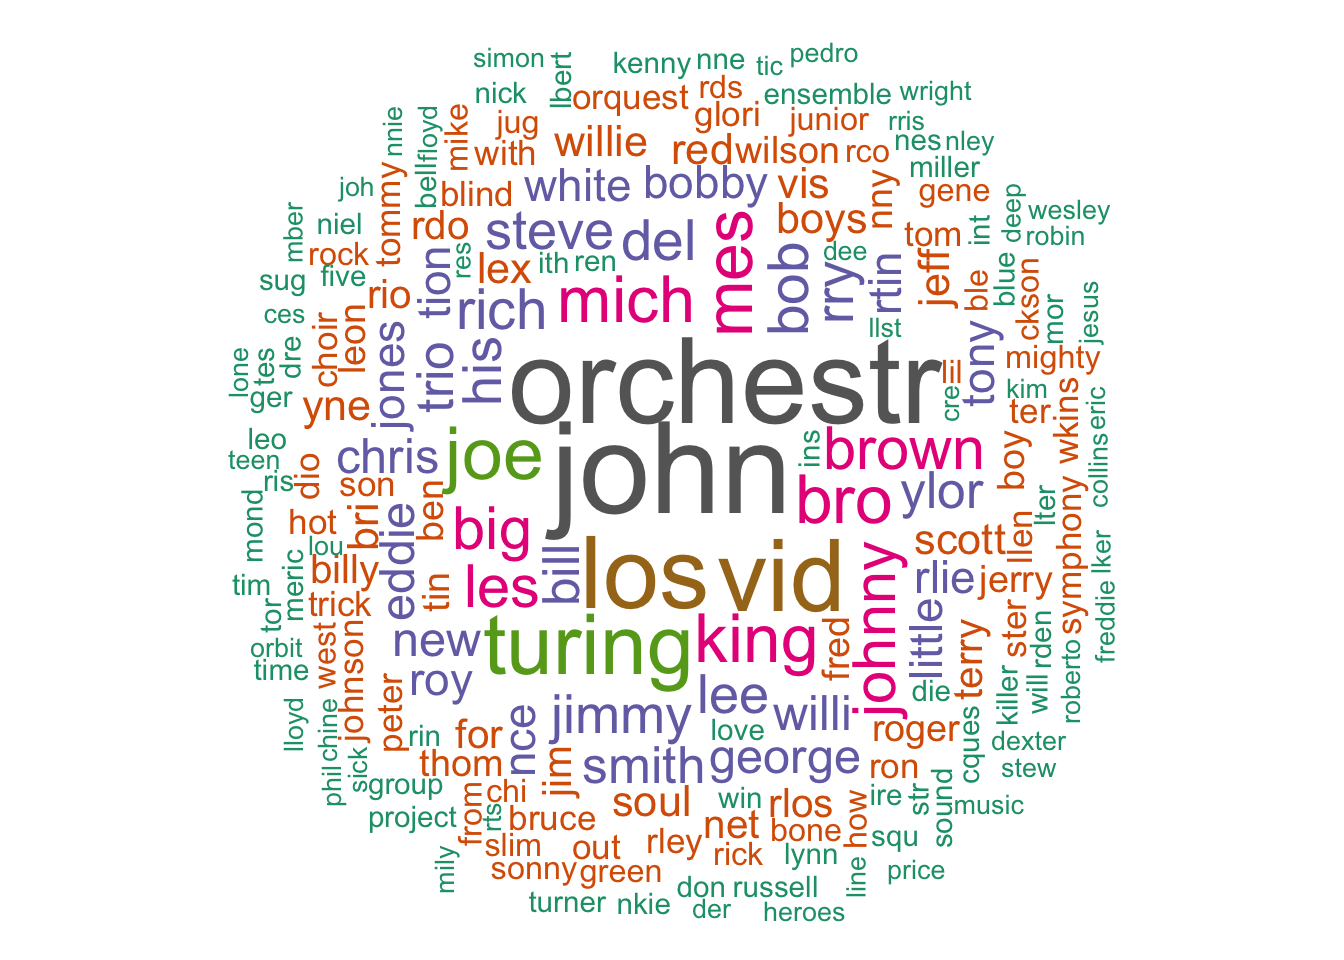 simon
kenny
nne
tic
pedro
nick
lbert
orquest
rds
ensemble
wright
nnie
bellfloyd
mike
jug
with
willie
glori
redwilson
junior
rco
rris
nes
nley
miller
joh
tommy
blind
white
bobby
vis
nny
gene
mber
niel
rdo
steve
del
mes
boys
tom
int
deep
wesley
robin
rock
five
sug
rio
tion
res
lex
ith
ren
bob
rry
dee
rtin
jeff
ble
blue
ckson
mor
jesus
ces
choir
leon
rich
mich
llst
tony
mighty
lone
tes
dre
ger
jones
trio
his
orchestr
lil
cre
kim
ter
yne
leo
teen
ris
dio
chris
joe
john
ins
brown
boy
wkins
eric
collins
mond
son
hot
bri
ben
big
bro
ylor
lter
lou
eddie
bill
los
vid
scott
llen
symphony
lker
tim
meric
billy
tin
les
johnny
rlie
jerry
freddie
tor
trick
new
turing
king
fred
little
terry
ster
rden
orbit
time
west
johnson
roy
lee
willi
die
killer
will
roberto
lloyd
chine
peter
rin
for
nce
jimmy
love
george
roger
cques
dexter
phil
sick
group
thom
jim
smith
ron
stew
project
from
rts
chi
bruce
soul
win
rlos
ire
str
sound
music
mily
slim
out
rley
net
bone
how
squ
sonny
green
rick
lynn
line
price
turner
nkie
don
russell
der
heroes